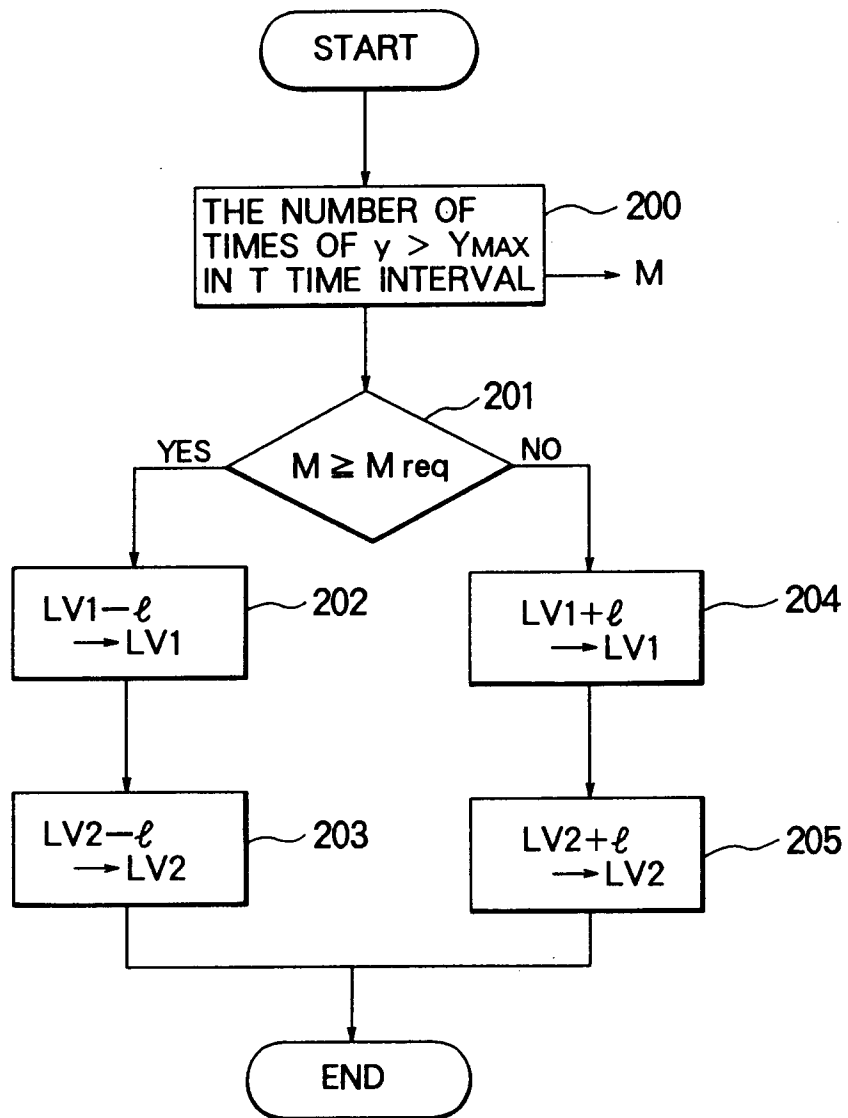 START
THE NUMBER OF
TIMES OF y > YMAX
IN T TIME INTERVAL
200
M
201
YES
M ≧ M req
NO
LV1−ℓ
→ LV1
202
LV1+ℓ
→ LV1
204
LV2−ℓ
→ LV2
203
LV2+ℓ
→ LV2
205
END